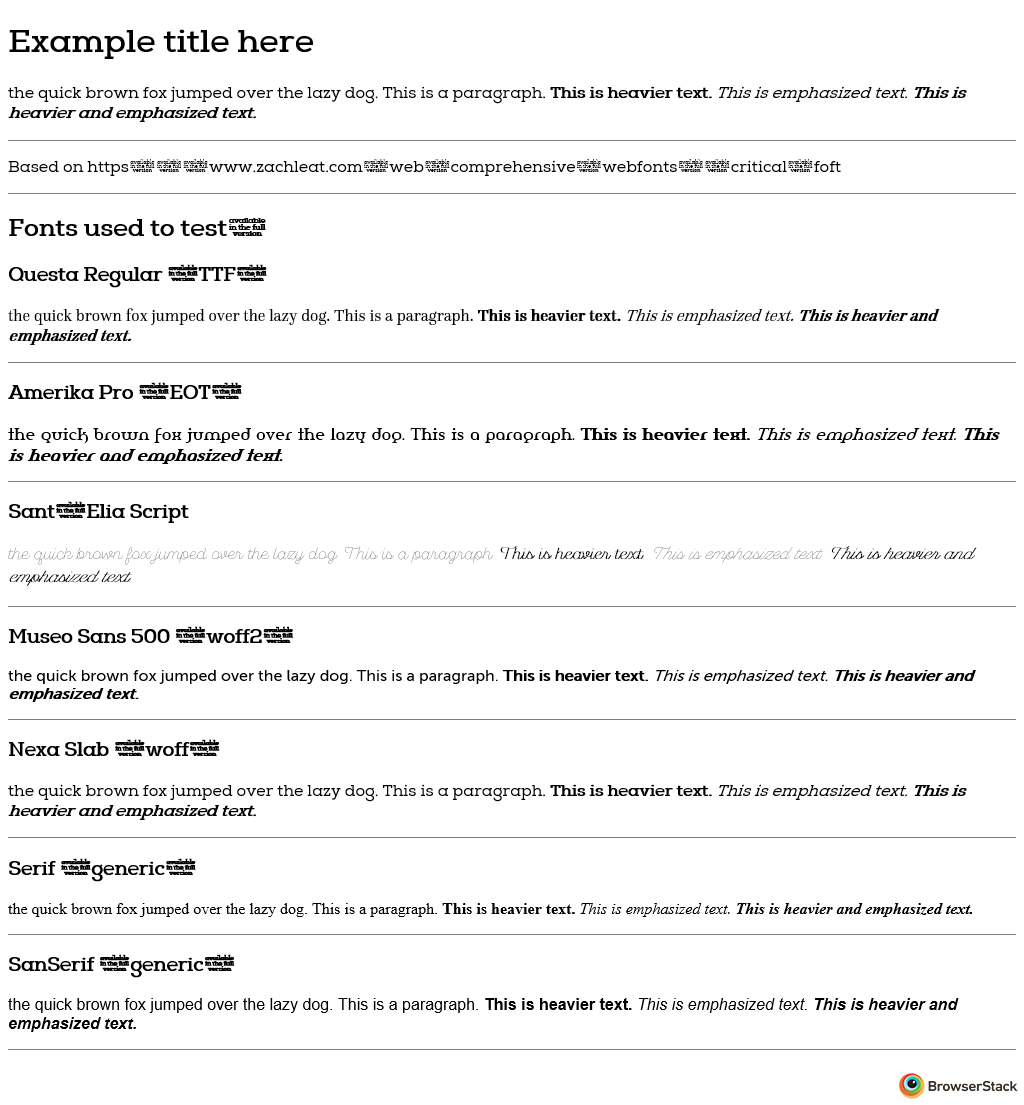 Example title here
the quick brown fox jumped over the lazy dog. This is a paragraph. This is heavier text. This is emphasized text. This is
heavier and emphasized text.
Based on https available in the full version available in the full version available in the full version www.zachleat.com available in the full version web available in the full version comprehensive available in the full version webfonts available in the full version available in the full version critical available in the full version foft
Fonts used to test available in the full version
Questa Regular available in the full version TTF available in the full version
the quick brown fox jumped over the lazy dog. This is a paragraph. This is heavier text. This is emphasized text. This is heavier and
emphasized text.
Amerika Pro available in the full version EOT available in the full version
the quick brown fox jumped over the lazy dog. This is a paragraph. This is heavier text. This is emphasized text. This
is heavier and emphasized text.
Sant available in the full version Elia Script
the quick brown fox jumped over the lazy dog This is a paragraph This is heavier text This is emphasized text This is heavier and
emphasized text
Museo Sans 500 available in the full version woff2 available in the full version
the quick brown fox jumped over the lazy dog. This is a paragraph. This is heavier text. This is emphasized text. This is heavier and
emphasized text.
Nexa Slab available in the full version woff available in the full version
the quick brown fox jumped over the lazy dog. This is a paragraph. This is heavier text. This is emphasized text. This is
heavier and emphasized text.
Serif available in the full version generic available in the full version
the quick brown fox jumped over the lazy dog. This is a paragraph. This is heavier text. This is emphasized text. This is heavier and emphasized text.
SanSerif available in the full version generic available in the full version
the quick brown fox jumped over the lazy dog. This is a paragraph. This is heavier text. This is emphasized text. This is heavier and
emphasized text.
BrowserStack